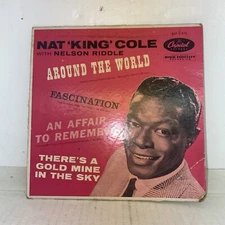 NAT 'KING' COLE
Capitol
WITH NELSON RIDDLE
AROUND THE WORLD
FASCINATION
AN AFFAIR
TO REMEMBER
THERE'S A
GOLD MINE
IN THE SKY